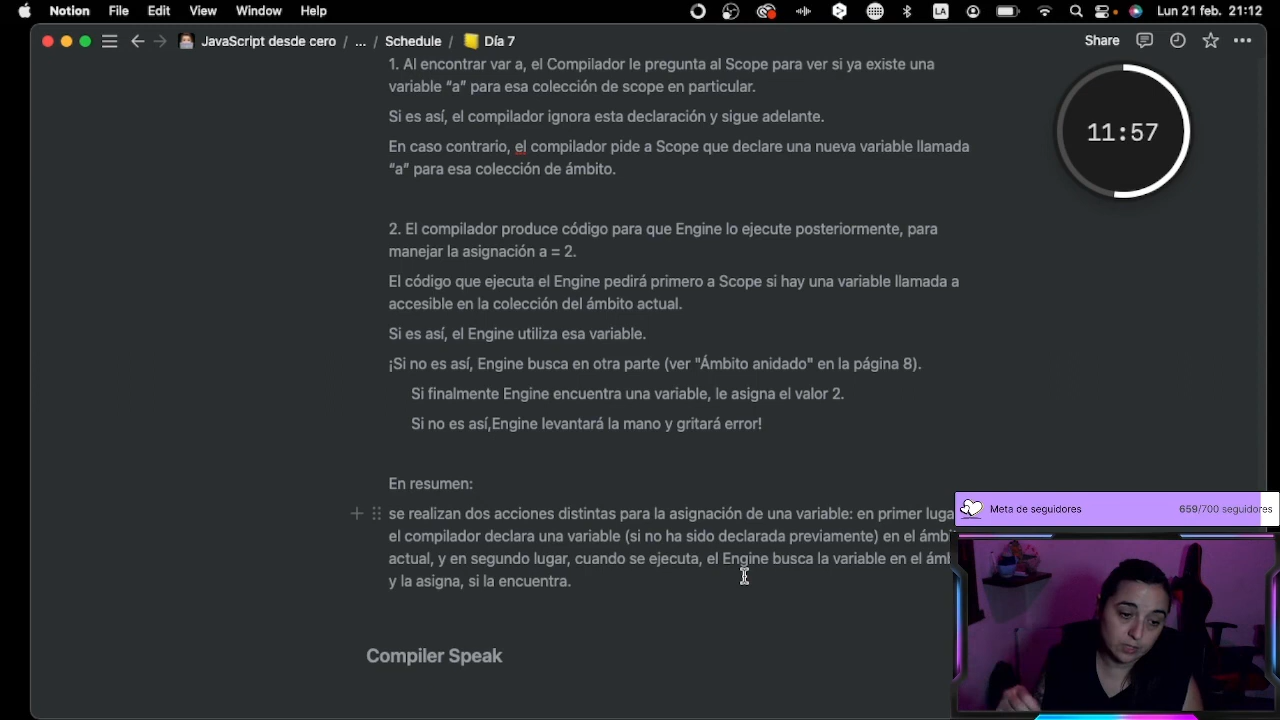 Notion File Edit View Window Help LA Lun 21 feb. 21:12
JavaScript desde cero / ... / Schedule / Día 7 Share
1. Al encontrar var a, el Compilador le pregunta al Scope para ver si ya existe una
variable “a” para esa colección de scope en particular.
11:57
Si es así, el compilador ignora esta declaración y sigue adelante.
En caso contrario, el compilador pide a Scope que declare una nueva variable llamada
“a” para esa colección de ámbito.
2. El compilador produce código para que Engine lo ejecute posteriormente, para
manejar la asignación a = 2.
El código que ejecuta el Engine pedirá primero a Scope si hay una variable llamada a
accesible en la colección del ámbito actual.
Si es así, el Engine utiliza esa variable.
¡Si no es así, Engine busca en otra parte (ver "Ámbito anidado" en la página 8).
Si finalmente Engine encuentra una variable, le asigna el valor 2.
Si no es así,Engine levantará la mano y gritará error!
En resumen:
se realizan dos acciones distintas para la asignación de una variable: en primer luga
el compilador declara una variable (si no ha sido declarada previamente) en el ámb
actual, y en segundo lugar, cuando se ejecuta, el Engine busca la variable en el ám
y la asigna, si la encuentra.
Meta de seguidores 659/700 seguidores
Compiler Speak